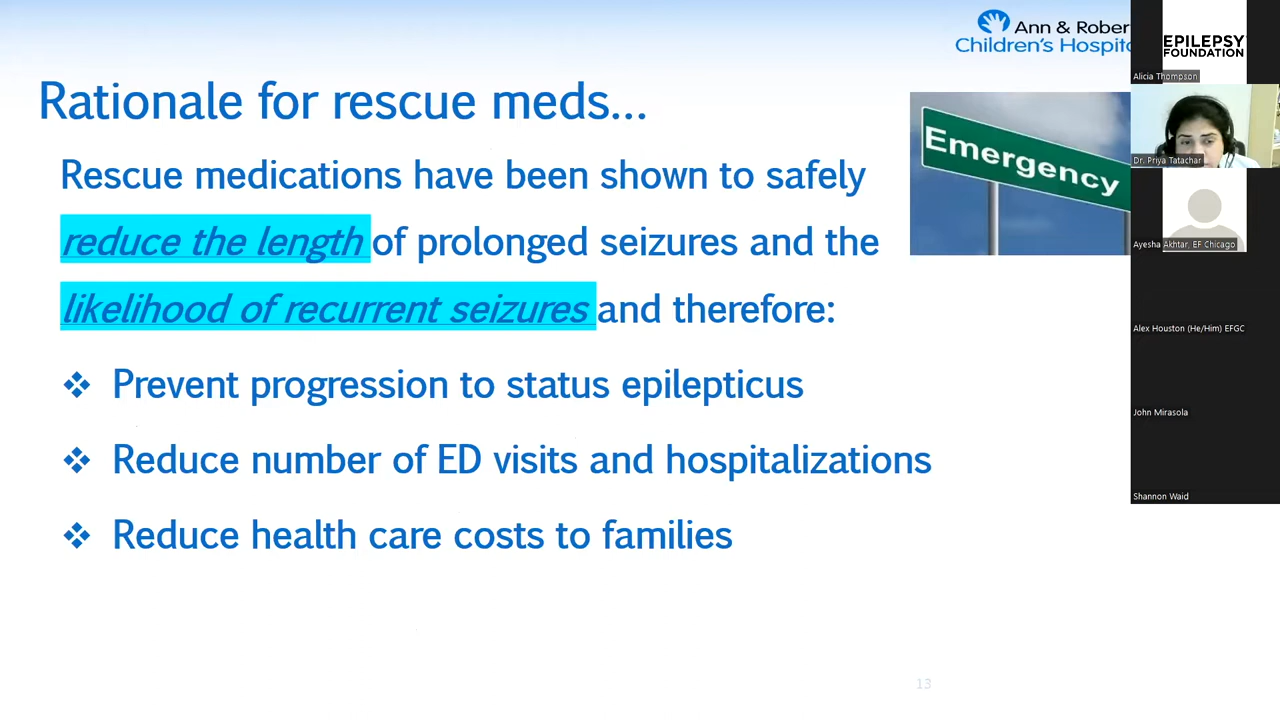 Ann & Rober
Children's Hospit
EPILEPSY
FOUNDATION
Alicia Thompson
Rationale for rescue meds...
Emergency
Dr. Priya Tatachar
Rescue medications have been shown to safely
reduce the length of prolonged seizures and the
Ayesha Akhtar, EF Chicago
likelihood of recurrent seizures and therefore:
Alex Houston (He/Him) EFGC
❖ Prevent progression to status epilepticus
John Mirasola
❖ Reduce number of ED visits and hospitalizations
Shannon Waid
❖ Reduce health care costs to families
13